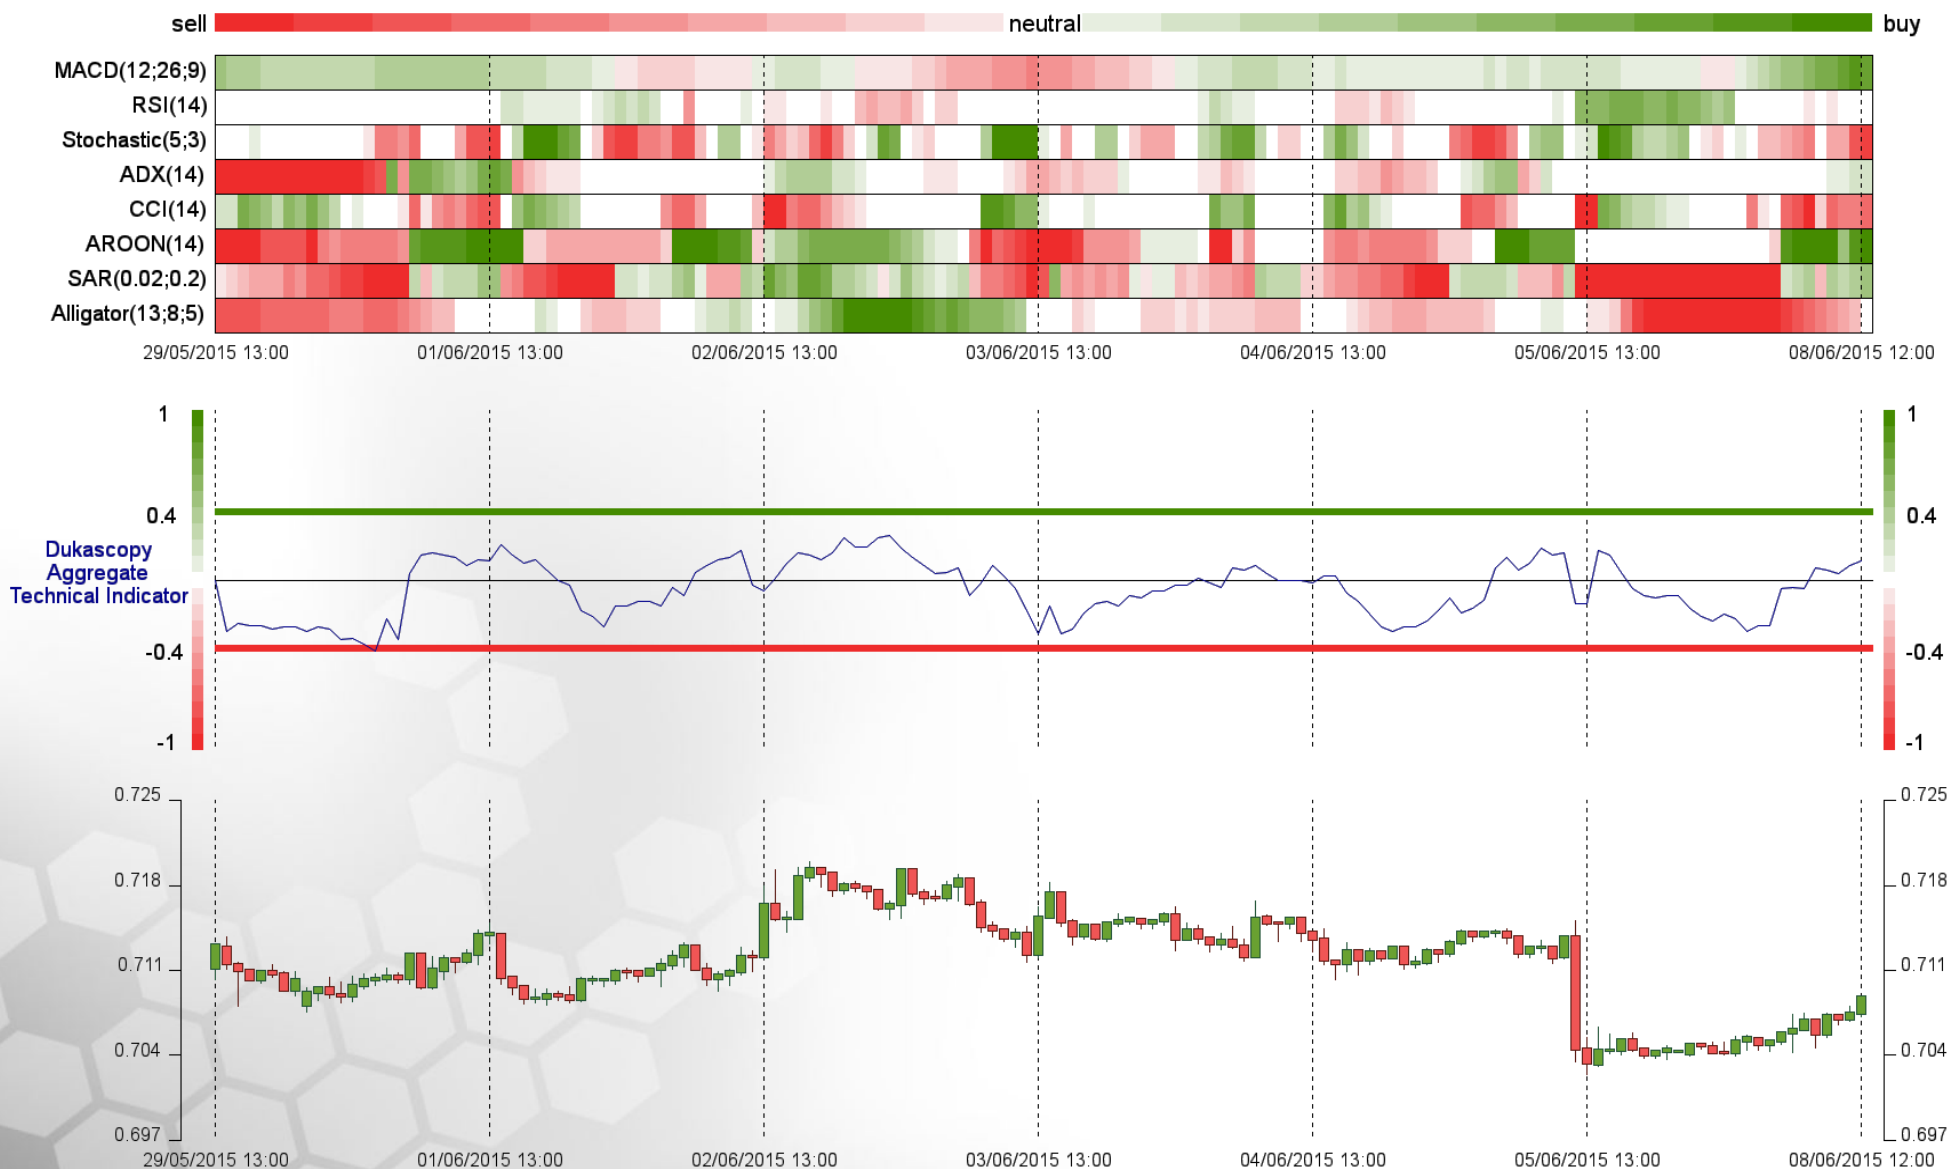 sell neutral buy
MACD(12;26;9)
RSI(14)
Stochastic(5;3)
ADX(14)
CCI(14)
AROON(14)
SAR(0.02;0.2)
Alligator(13;8;5)
29/05/2015 13:00 01/06/2015 13:00 02/06/2015 13:00 03/06/2015 13:00 04/06/2015 13:00 05/06/2015 13:00 08/06/2015 12:00
1 1
0.4 0.4
Dukascopy
Aggregate
Technical Indicator
-0.4 -0.4
-1 -1
0.725 0.725
0.718 0.718
0.711 0.711
0.704 0.704
0.697 0.697
29/05/2015 13:00 01/06/2015 13:00 02/06/2015 13:00 03/06/2015 13:00 04/06/2015 13:00 05/06/2015 13:00 08/06/2015 12:00